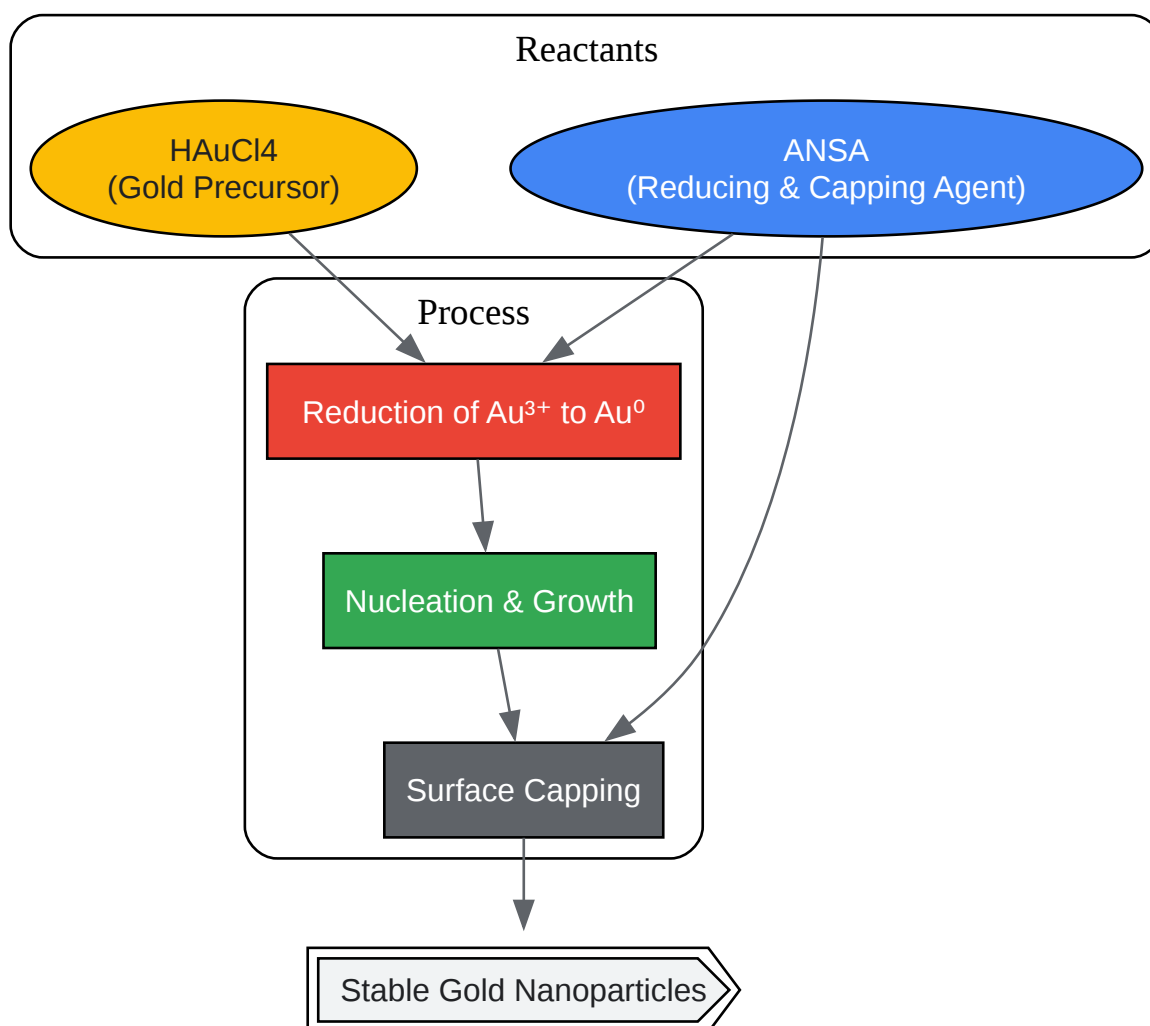 Reactants
HAuCl4
(Gold Precursor)
ANSA
(Reducing & Capping Agent)
Process
Reduction of Au³⁺ to Au⁰
Nucleation & Growth
Surface Capping
Stable Gold Nanoparticles